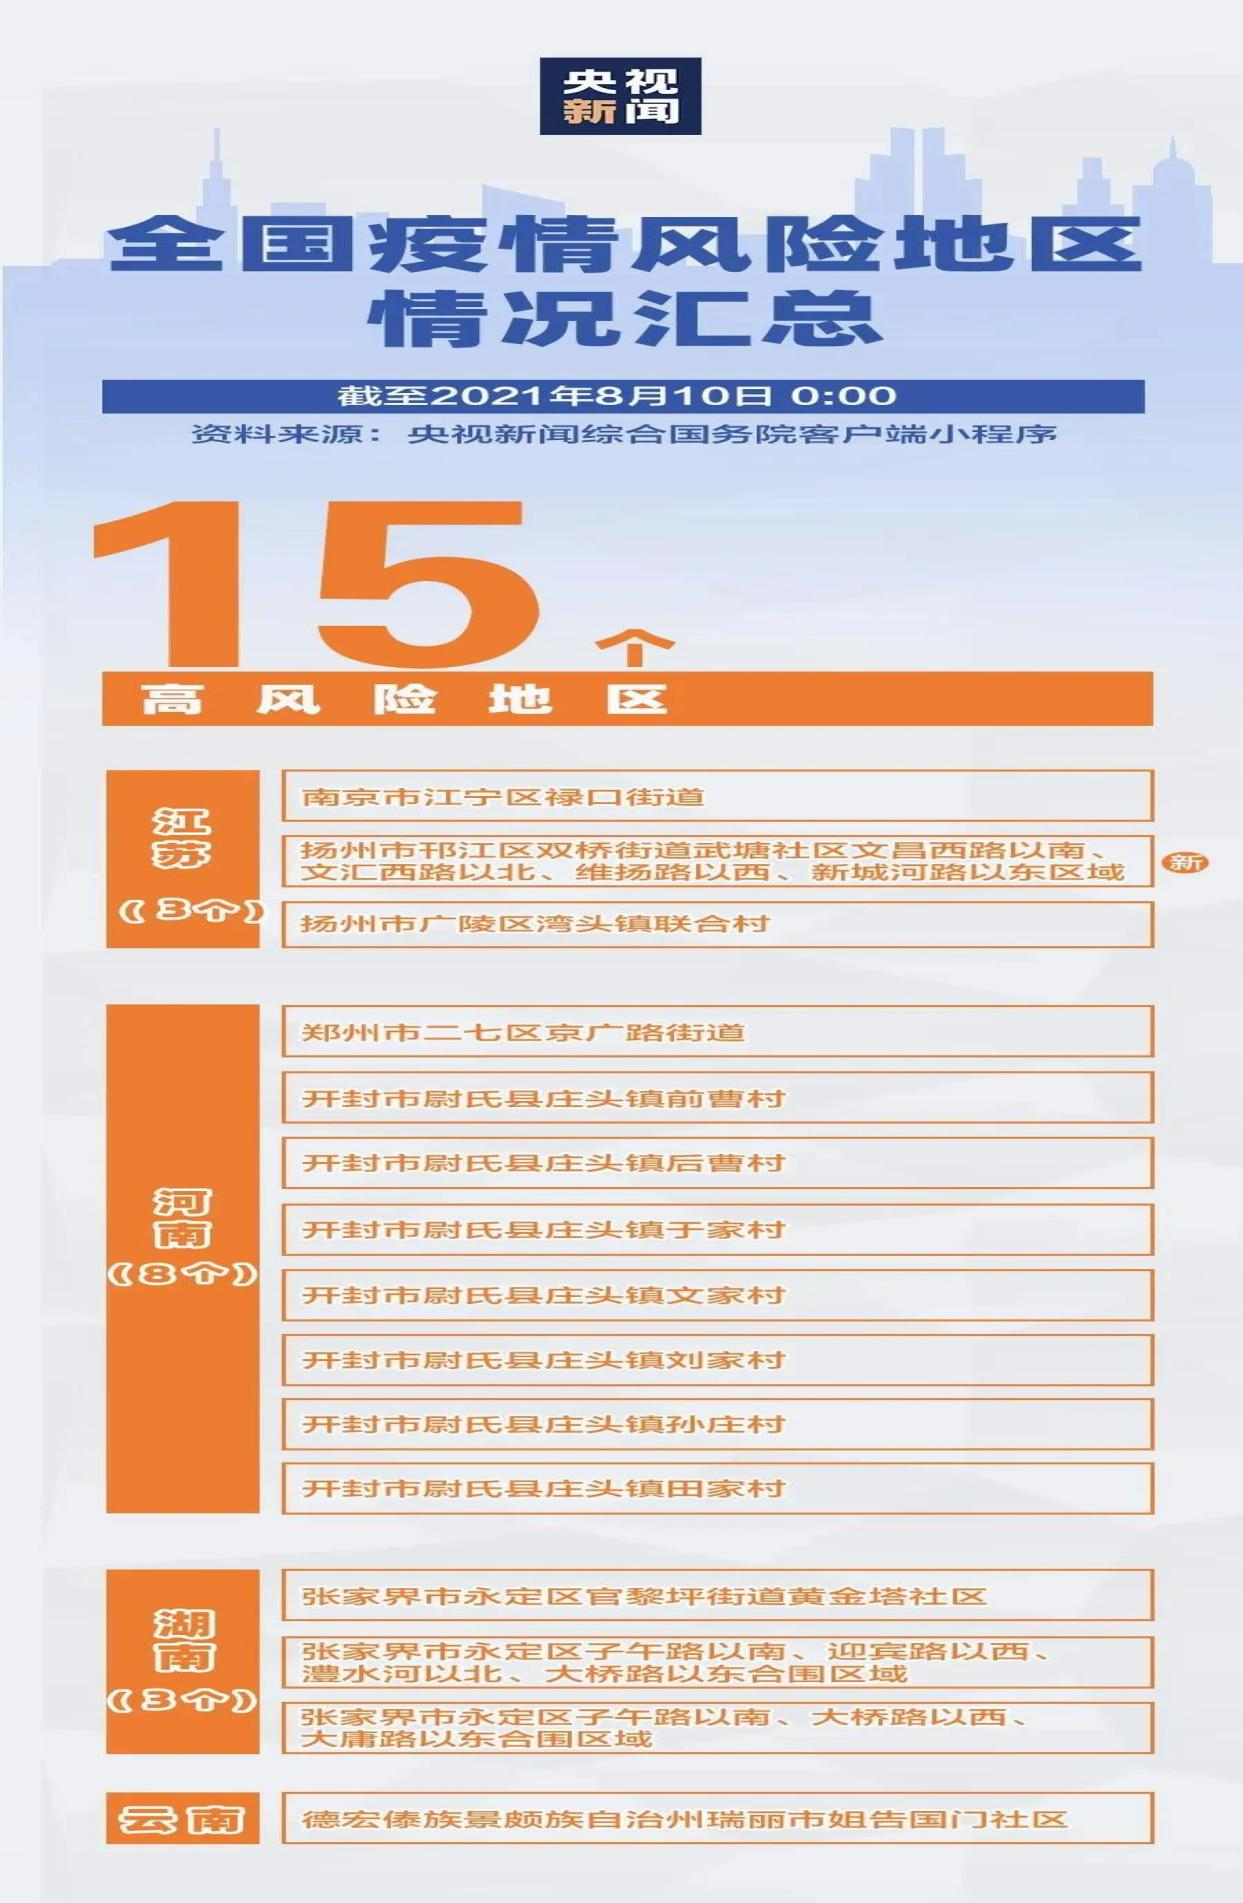 央视
新闻
全国疫情风险地区
情况汇总
截至2021年8月10日 0:00
资料来源：央视新闻综合国务院客户端小程序
15个
高风险地区
江苏
（3个）
南京市江宁区禄口街道
扬州市邗江区双桥街道武塘社区文昌西路以南、
文汇西路以北、维扬路以西、新城河路以东区域
新
扬州市广陵区湾头镇联合村
河南
（8个）
郑州市二七区京广路街道
开封市尉氏县庄头镇前曹村
开封市尉氏县庄头镇后曹村
开封市尉氏县庄头镇于家村
开封市尉氏县庄头镇文家村
开封市尉氏县庄头镇刘家村
开封市尉氏县庄头镇孙庄村
开封市尉氏县庄头镇田家村
湖南
（3个）
张家界市永定区官黎坪街道黄金塔社区
张家界市永定区子午路以南、迎宾路以西、
澧水河以北、大桥路以东合围区域
张家界市永定区子午路以南、大桥路以西、
大庸路以东合围区域
云南
德宏傣族景颇族自治州瑞丽市姐告国门社区